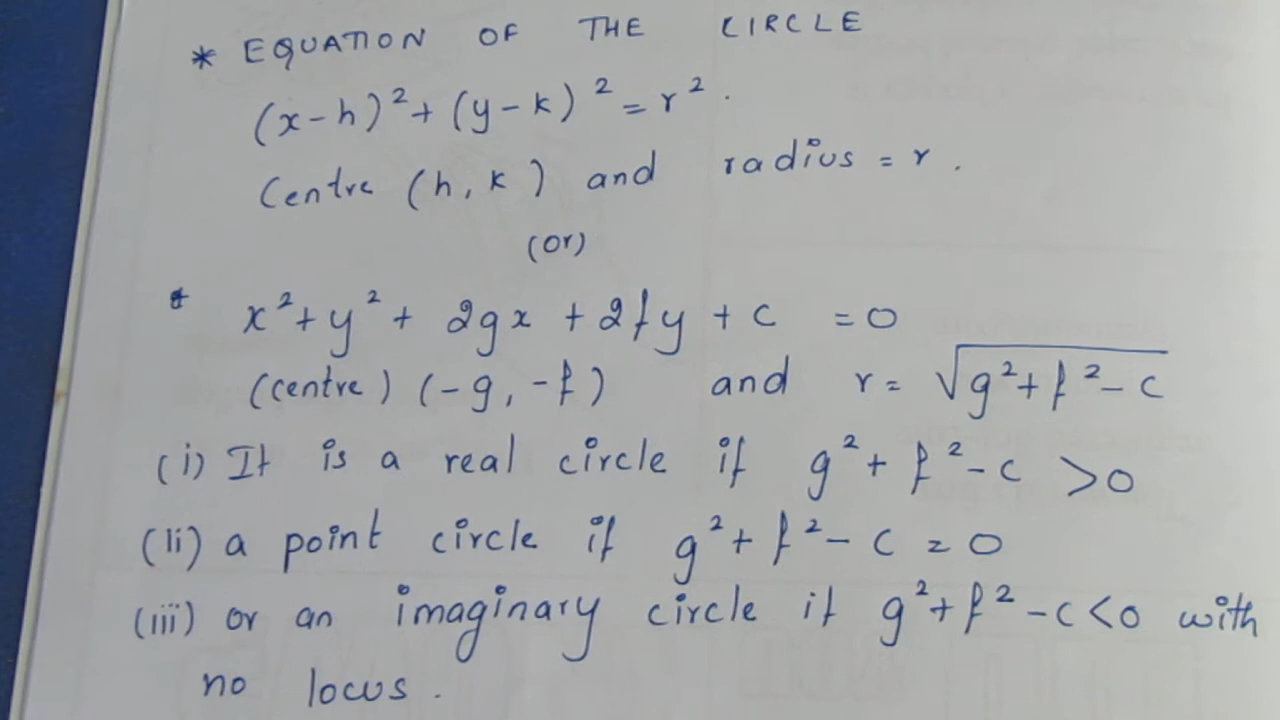 * EQUATION OF THE CIRCLE
(x-h)²+(y-k)²=r².
Centre (h,k) and radius = r.
(or)
* x²+y²+ 2gx +2fy + c = 0
(centre) (-g, -f) and r = √(g²+f²-c)
(i) It is a real circle if g²+f²-c >0
(ii) a point circle if g²+f²-c = 0
(iii) or an imaginary circle if g²+f²-c<0 with
no locus.